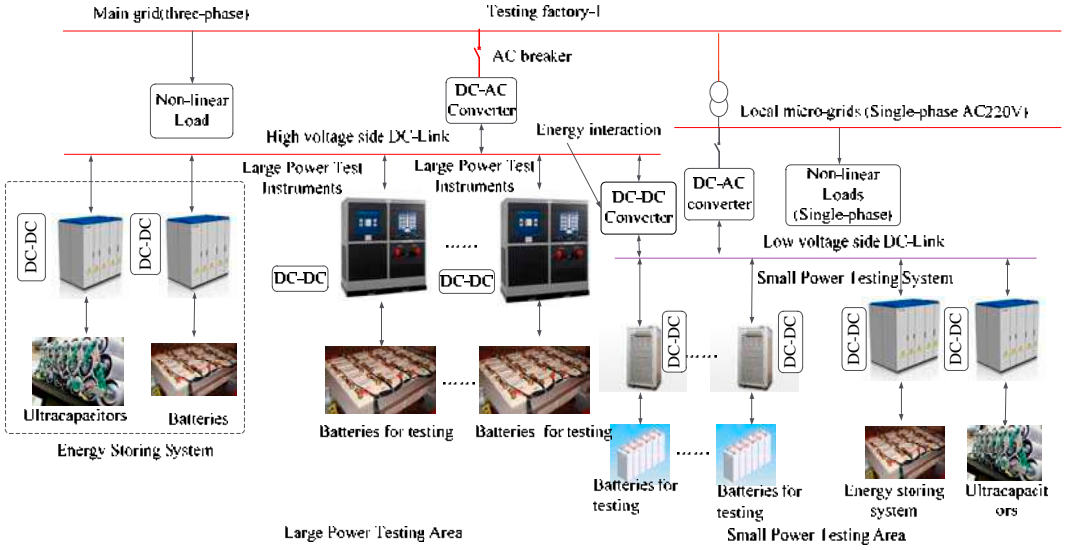 Main grid(three-phase)
Testing factory-1
AC breaker
Non-linear
Load
DC-AC
Converter
High voltage side DC-Link
Energy interaction
Local micro-grids (Single-phase AC220V)
Large Power Test
Instruments
Large Power Test
Instruments
DC-DC
Converter
DC-AC
converter
Non-linear
Loads
(Single-phase)
Low voltage side DC-Link
Small Power Testing System
DC-DC
DC-DC
DC-DC
......
DC-DC
DC-DC
......
DC-DC
DC-DC
DC-DC
Ultracapacitors
Batteries
Energy Storing System
......
Batteries for testing
Batteries for testing
......
Batteries for
testing
Batteries for
testing
Energy storing
system
Ultracapacit
ors
Large Power Testing Area
Small Power Testing Area